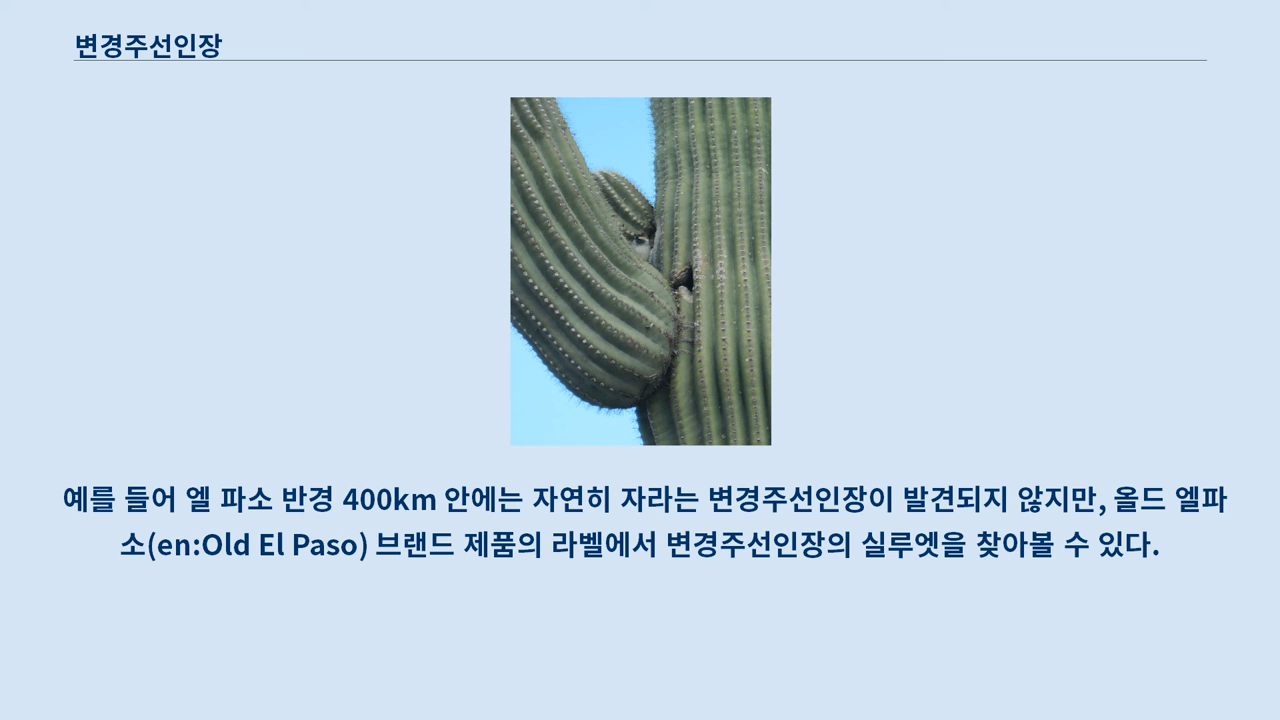 변경주선인장
예를 들어 엘 파소 반경 400km 안에는 자연히 자라는 변경주선인장이 발견되지 않지만, 올드 엘파
소(en:Old El Paso) 브랜드 제품의 라벨에서 변경주선인장의 실루엣을 찾아볼 수 있다.